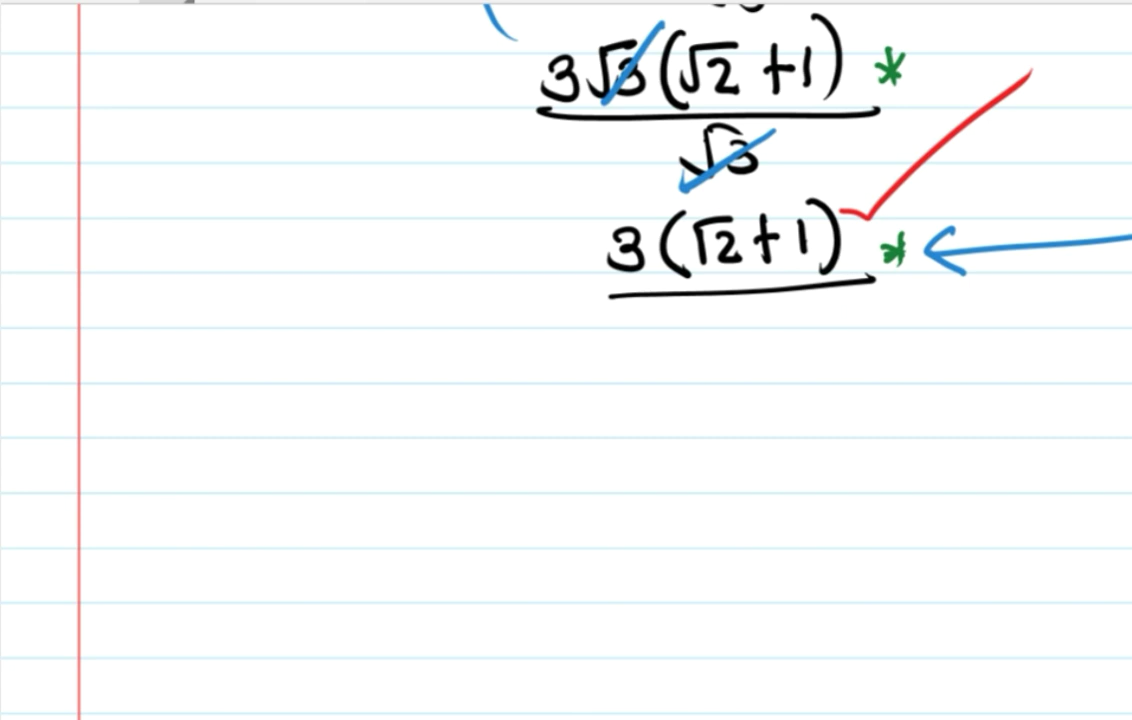 3√3(√2+1) *
√3
3(√2+1) *